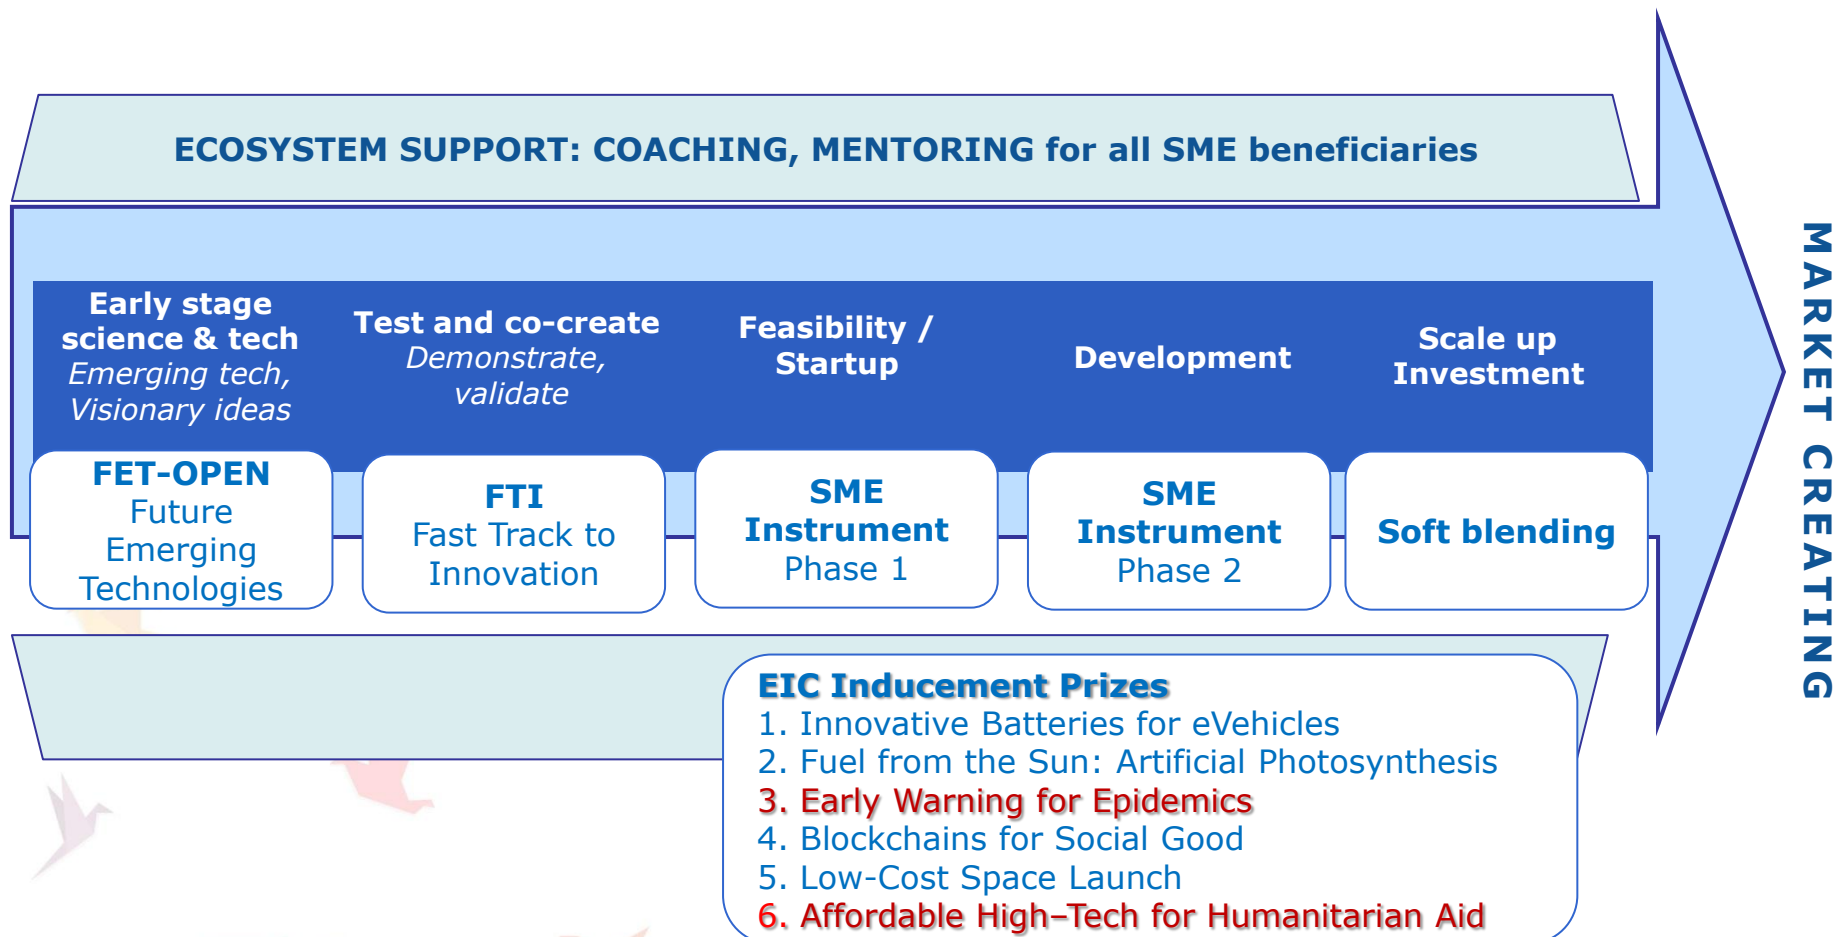 ECOSYSTEM SUPPORT: COACHING, MENTORING for all SME beneficiaries
Early stage
science & tech
Emerging tech,
Visionary ideas
Test and co-create
Demonstrate,
validate
Feasibility /
Startup
Development
Scale up
Investment
FET-OPEN
Future
Emerging
Technologies
FTI
Fast Track to
Innovation
SME
Instrument
Phase 1
SME
Instrument
Phase 2
Soft blending
MARKET CREATING
EIC Inducement Prizes
1. Innovative Batteries for eVehicles
2. Fuel from the Sun: Artificial Photosynthesis
3. Early Warning for Epidemics
4. Blockchains for Social Good
5. Low-Cost Space Launch
6. Affordable High–Tech for Humanitarian Aid